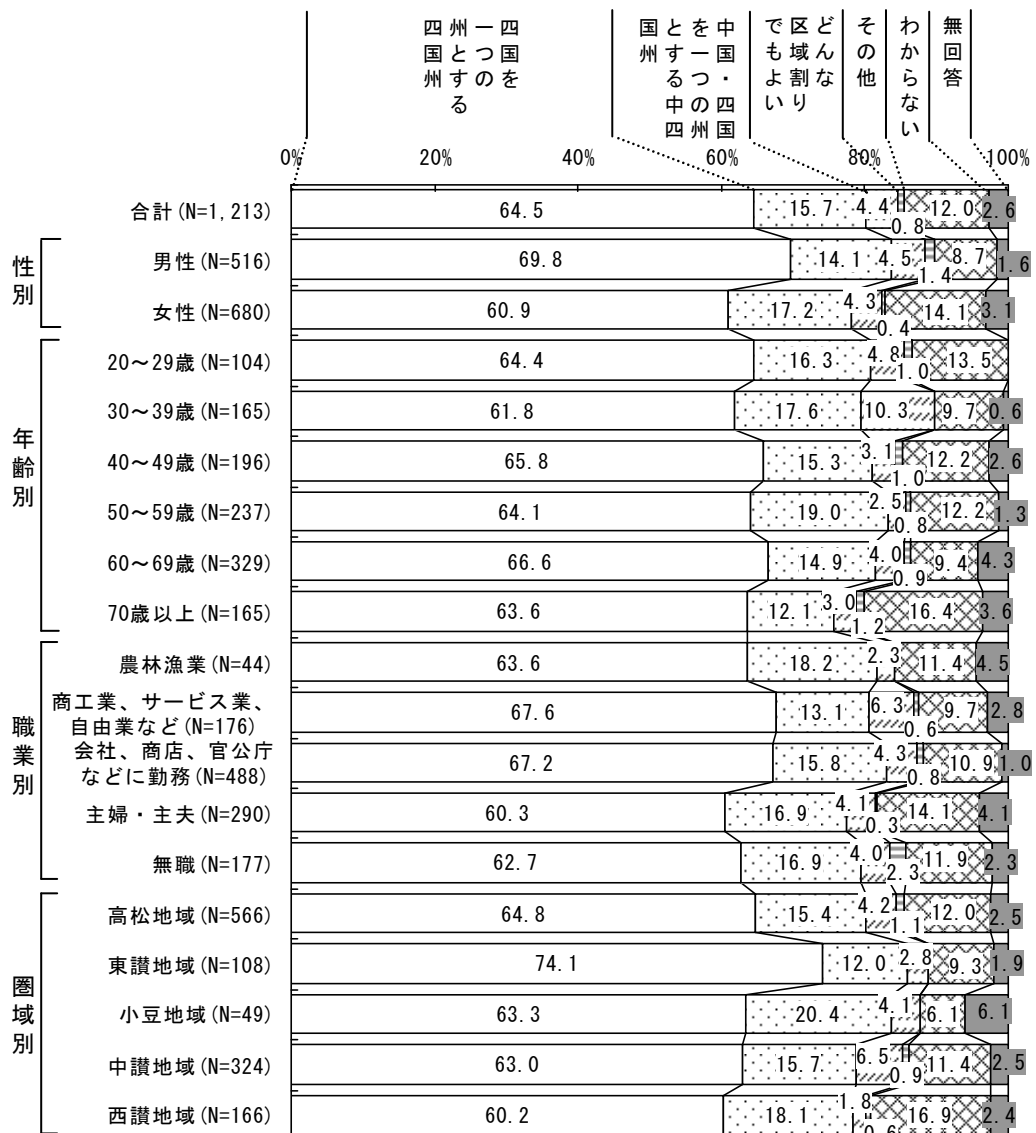 四国を一つの州とする四国州
中国・四国を一つの州とする中四国州
どんな区域割りでもよい
その他
わからない
無回答
0% 20% 40% 60% 80% 100%
合計(N=1,213) 64.5 15.7 4.4 0.8 12.0 2.6
性別
男性(N=516) 69.8 14.1 4.5 1.4 8.7 1.6
女性(N=680) 60.9 17.2 4.3 0.4 14.1 3.1
年齢別
20～29歳(N=104) 64.4 16.3 4.8 1.0 13.5
30～39歳(N=165) 61.8 17.6 10.3 9.7 0.6
40～49歳(N=196) 65.8 15.3 3.1 1.0 12.2 2.6
50～59歳(N=237) 64.1 19.0 2.5 0.8 12.2 1.3
60～69歳(N=329) 66.6 14.9 4.0 0.9 9.4 4.3
70歳以上(N=165) 63.6 12.1 3.0 1.2 16.4 3.6
職業別
農林漁業(N=44) 63.6 18.2 2.3 11.4 4.5
商工業、サービス業、
自由業など(N=176) 67.6 13.1 6.3 0.6 9.7 2.8
会社、商店、官公庁
などに勤務(N=488) 67.2 15.8 4.3 0.8 10.9 1.0
主婦・主夫(N=290) 60.3 16.9 4.1 0.3 14.1 4.1
無職(N=177) 62.7 16.9 4.0 2.3 11.9 2.3
圏域別
高松地域(N=566) 64.8 15.4 4.2 1.1 12.0 2.5
東讃地域(N=108) 74.1 12.0 2.8 9.3 1.9
小豆地域(N=49) 63.3 20.4 4.1 6.1 6.1
中讃地域(N=324) 63.0 15.7 6.5 0.9 11.4 2.5
西讃地域(N=166) 60.2 18.1 1.8 0.6 16.9 2.4